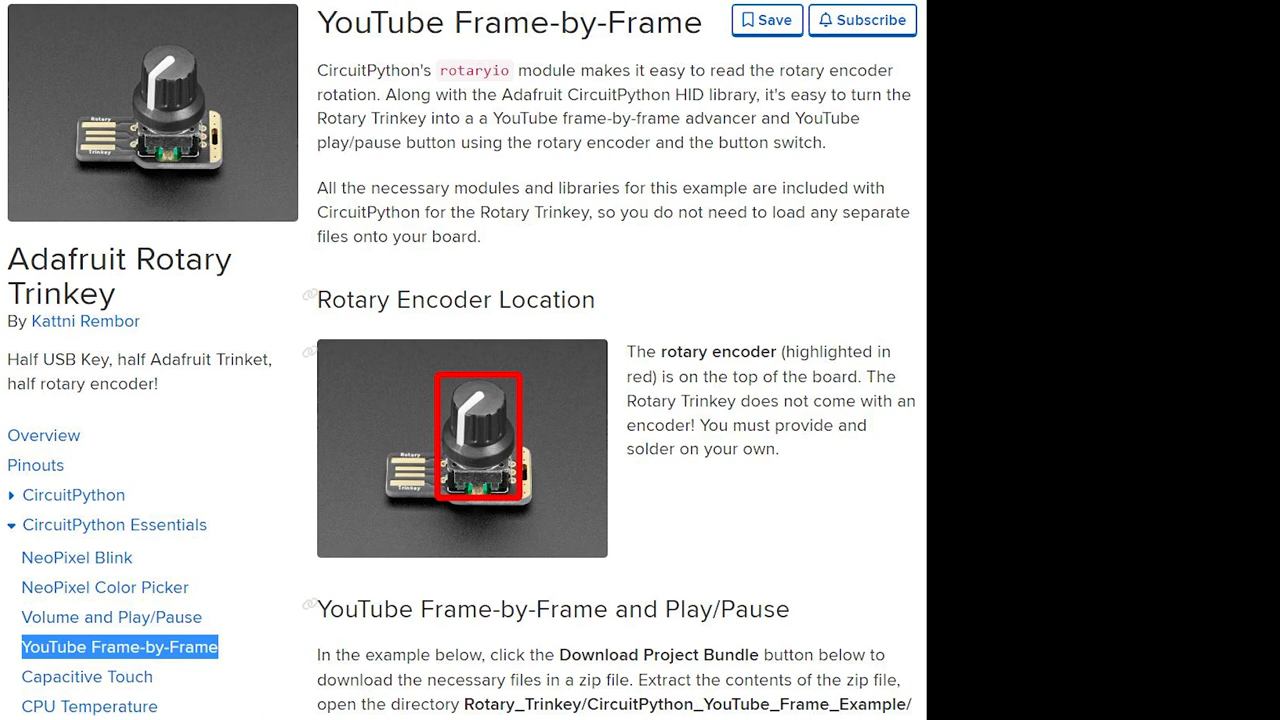 YouTube Frame-by-Frame
Save
Subscribe
CircuitPython's rotaryio module makes it easy to read the rotary encoder
rotation. Along with the Adafruit CircuitPython HID library, it's easy to turn the
Rotary Trinkey into a a YouTube frame-by-frame advancer and YouTube
play/pause button using the rotary encoder and the button switch.
All the necessary modules and libraries for this example are included with
CircuitPython for the Rotary Trinkey, so you do not need to load any separate
files onto your board.
Rotary
Trinkey
Adafruit Rotary
Trinkey
By Kattni Rembor
Half USB Key, half Adafruit Trinket,
half rotary encoder!
Overview
Pinouts
CircuitPython
CircuitPython Essentials
NeoPixel Blink
NeoPixel Color Picker
Volume and Play/Pause
YouTube Frame-by-Frame
Capacitive Touch
CPU Temperature
Rotary Encoder Location
Rotary
Trinkey
The rotary encoder (highlighted in
red) is on the top of the board. The
Rotary Trinkey does not come with an
encoder! You must provide and
solder on your own.
YouTube Frame-by-Frame and Play/Pause
In the example below, click the Download Project Bundle button below to
download the necessary files in a zip file. Extract the contents of the zip file,
open the directory Rotary_Trinkey/CircuitPython_YouTube_Frame_Example/